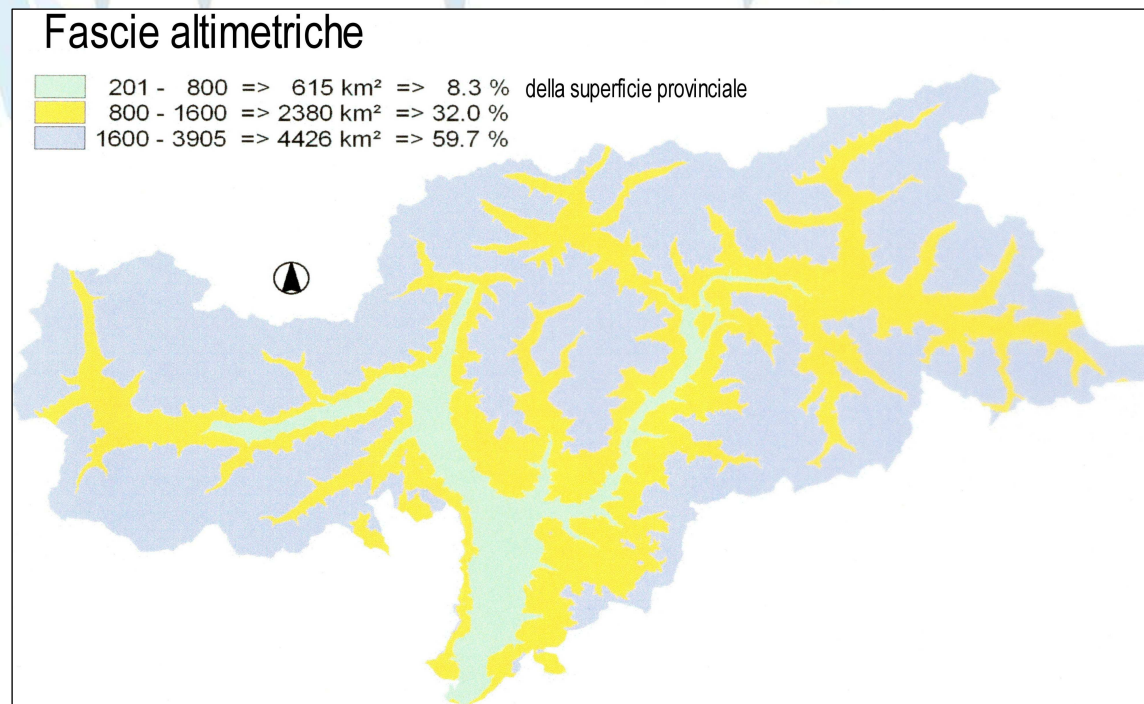 Fascie altimetriche
201 - 800 => 615 km² => 8.3 % della superficie provinciale
800 - 1600 => 2380 km² => 32.0 %
1600 - 3905 => 4426 km² => 59.7 %